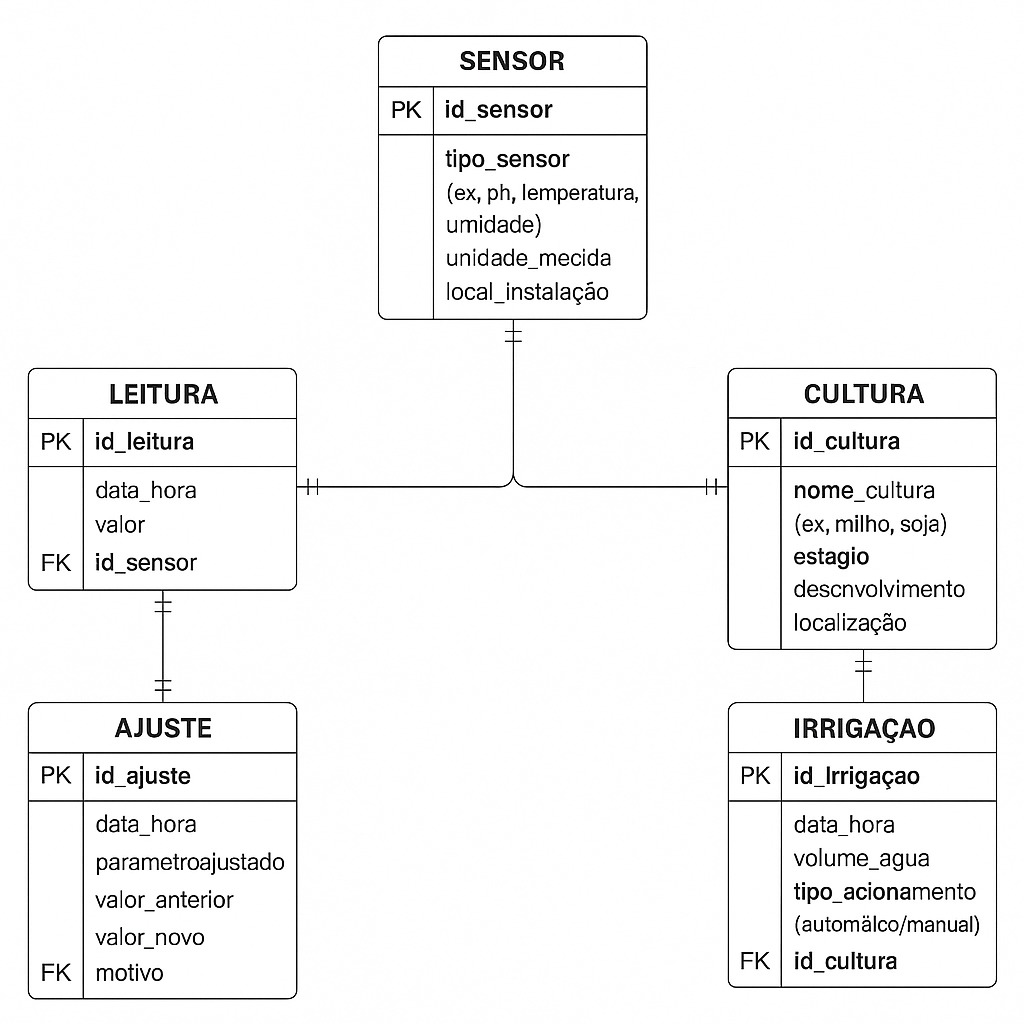 SENSOR
PK id_sensor
tipo_sensor
(ex, ph, lemperatura,
umidade)
unidade_mecida
local_instalação
LEITURA
PK id_leitura
data_hora
valor
FK id_sensor
CULTURA
PK id_cultura
nome_cultura
(ex, milho, soja)
estagio
descnvolvimento
localização
AJUSTE
PK id_ajuste
data_hora
parametroajustado
valor_anterior
valor_novo
FK motivo
IRRIGAÇAO
PK id_Irrigaçao
data_hora
volume_agua
tipo_acionamento
(automälco/manual)
FK id_cultura